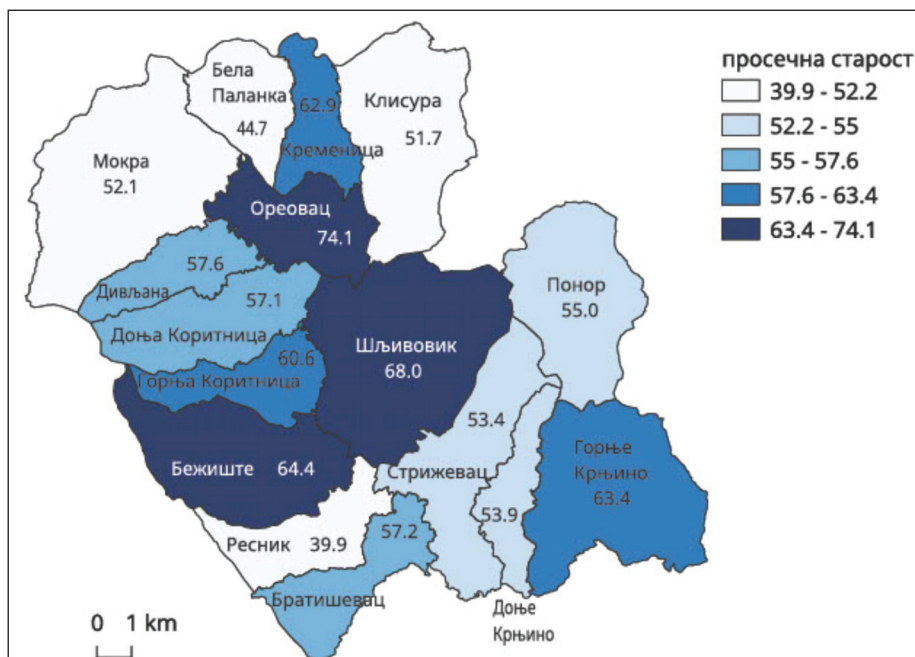 просечна старост
39.9 - 52.2
52.2 - 55
55 - 57.6
57.6 - 63.4
63.4 - 74.1
Бела
Паланка
44.7
62.9
Кременица
Клисура
51.7
Мокра
52.1
Ореовац
74.1
57.6
Дивљана
57.1
Доња Коритница
60.6
Горња Коритница
Шљивовик
68.0
Понор
55.0
Бежиште 64.4
53.4
Стрижевац
Горње
Крњино
63.4
53.9
57.2
Ресник 39.9
Братишевац
Доње
Крњино
0 1 km